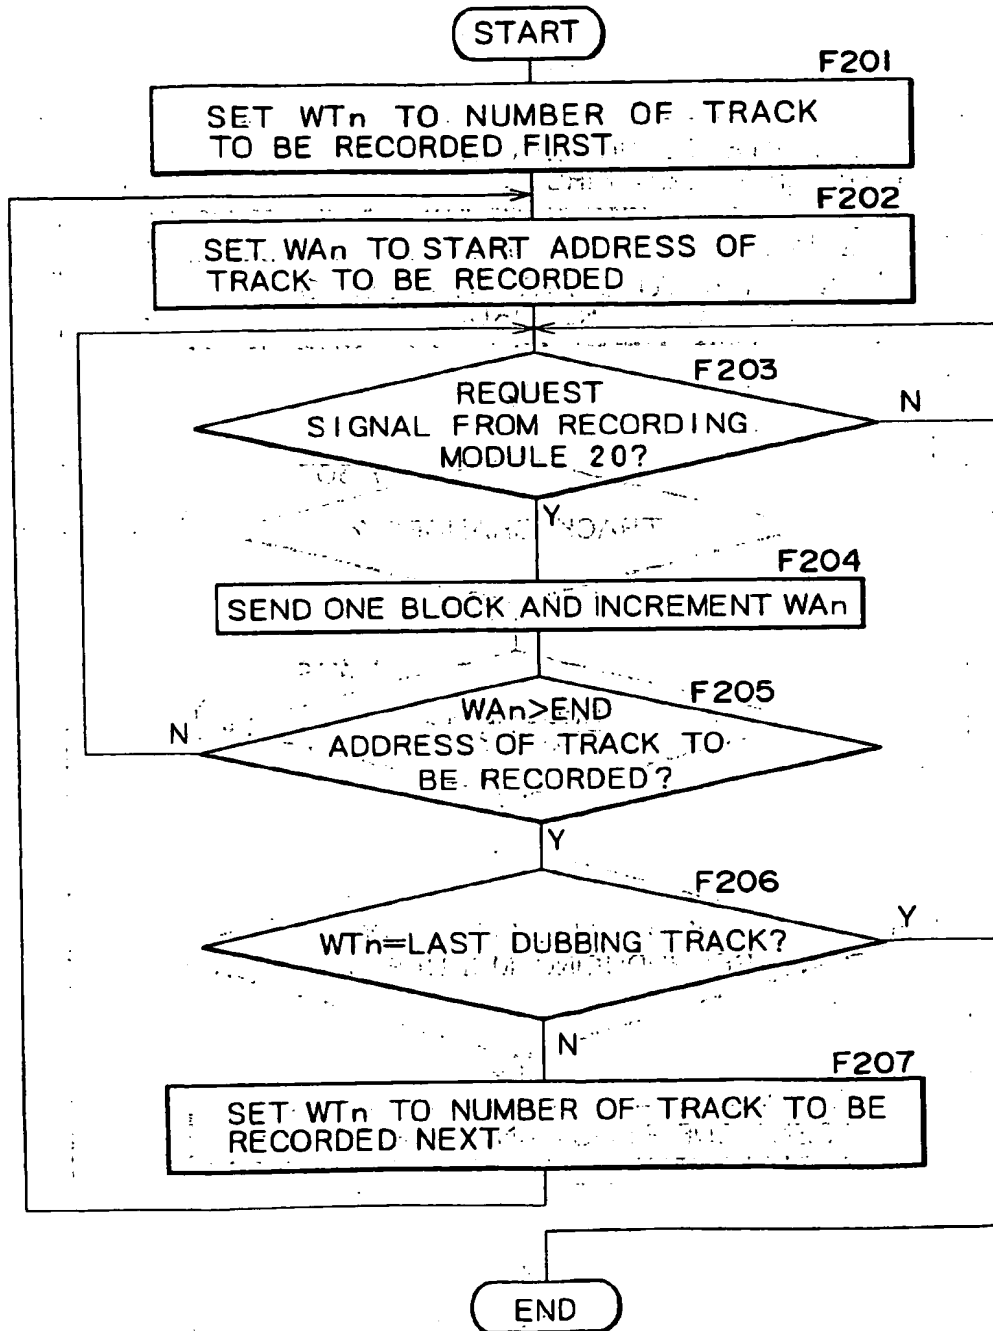 START
F201
SET WTn TO NUMBER OF TRACK
TO BE RECORDED FIRST
F202
SET WAn TO START ADDRESS OF
TRACK TO BE RECORDED
F203
REQUEST
SIGNAL FROM RECORDING
MODULE 20?
N
Y
F204
SEND ONE BLOCK AND INCREMENT WAn
F205
WAn>END
ADDRESS OF TRACK TO
BE RECORDED?
N
Y
F206
WTn=LAST DUBBING TRACK?
Y
N
F207
SET WTn TO NUMBER OF TRACK TO BE
RECORDED NEXT
END